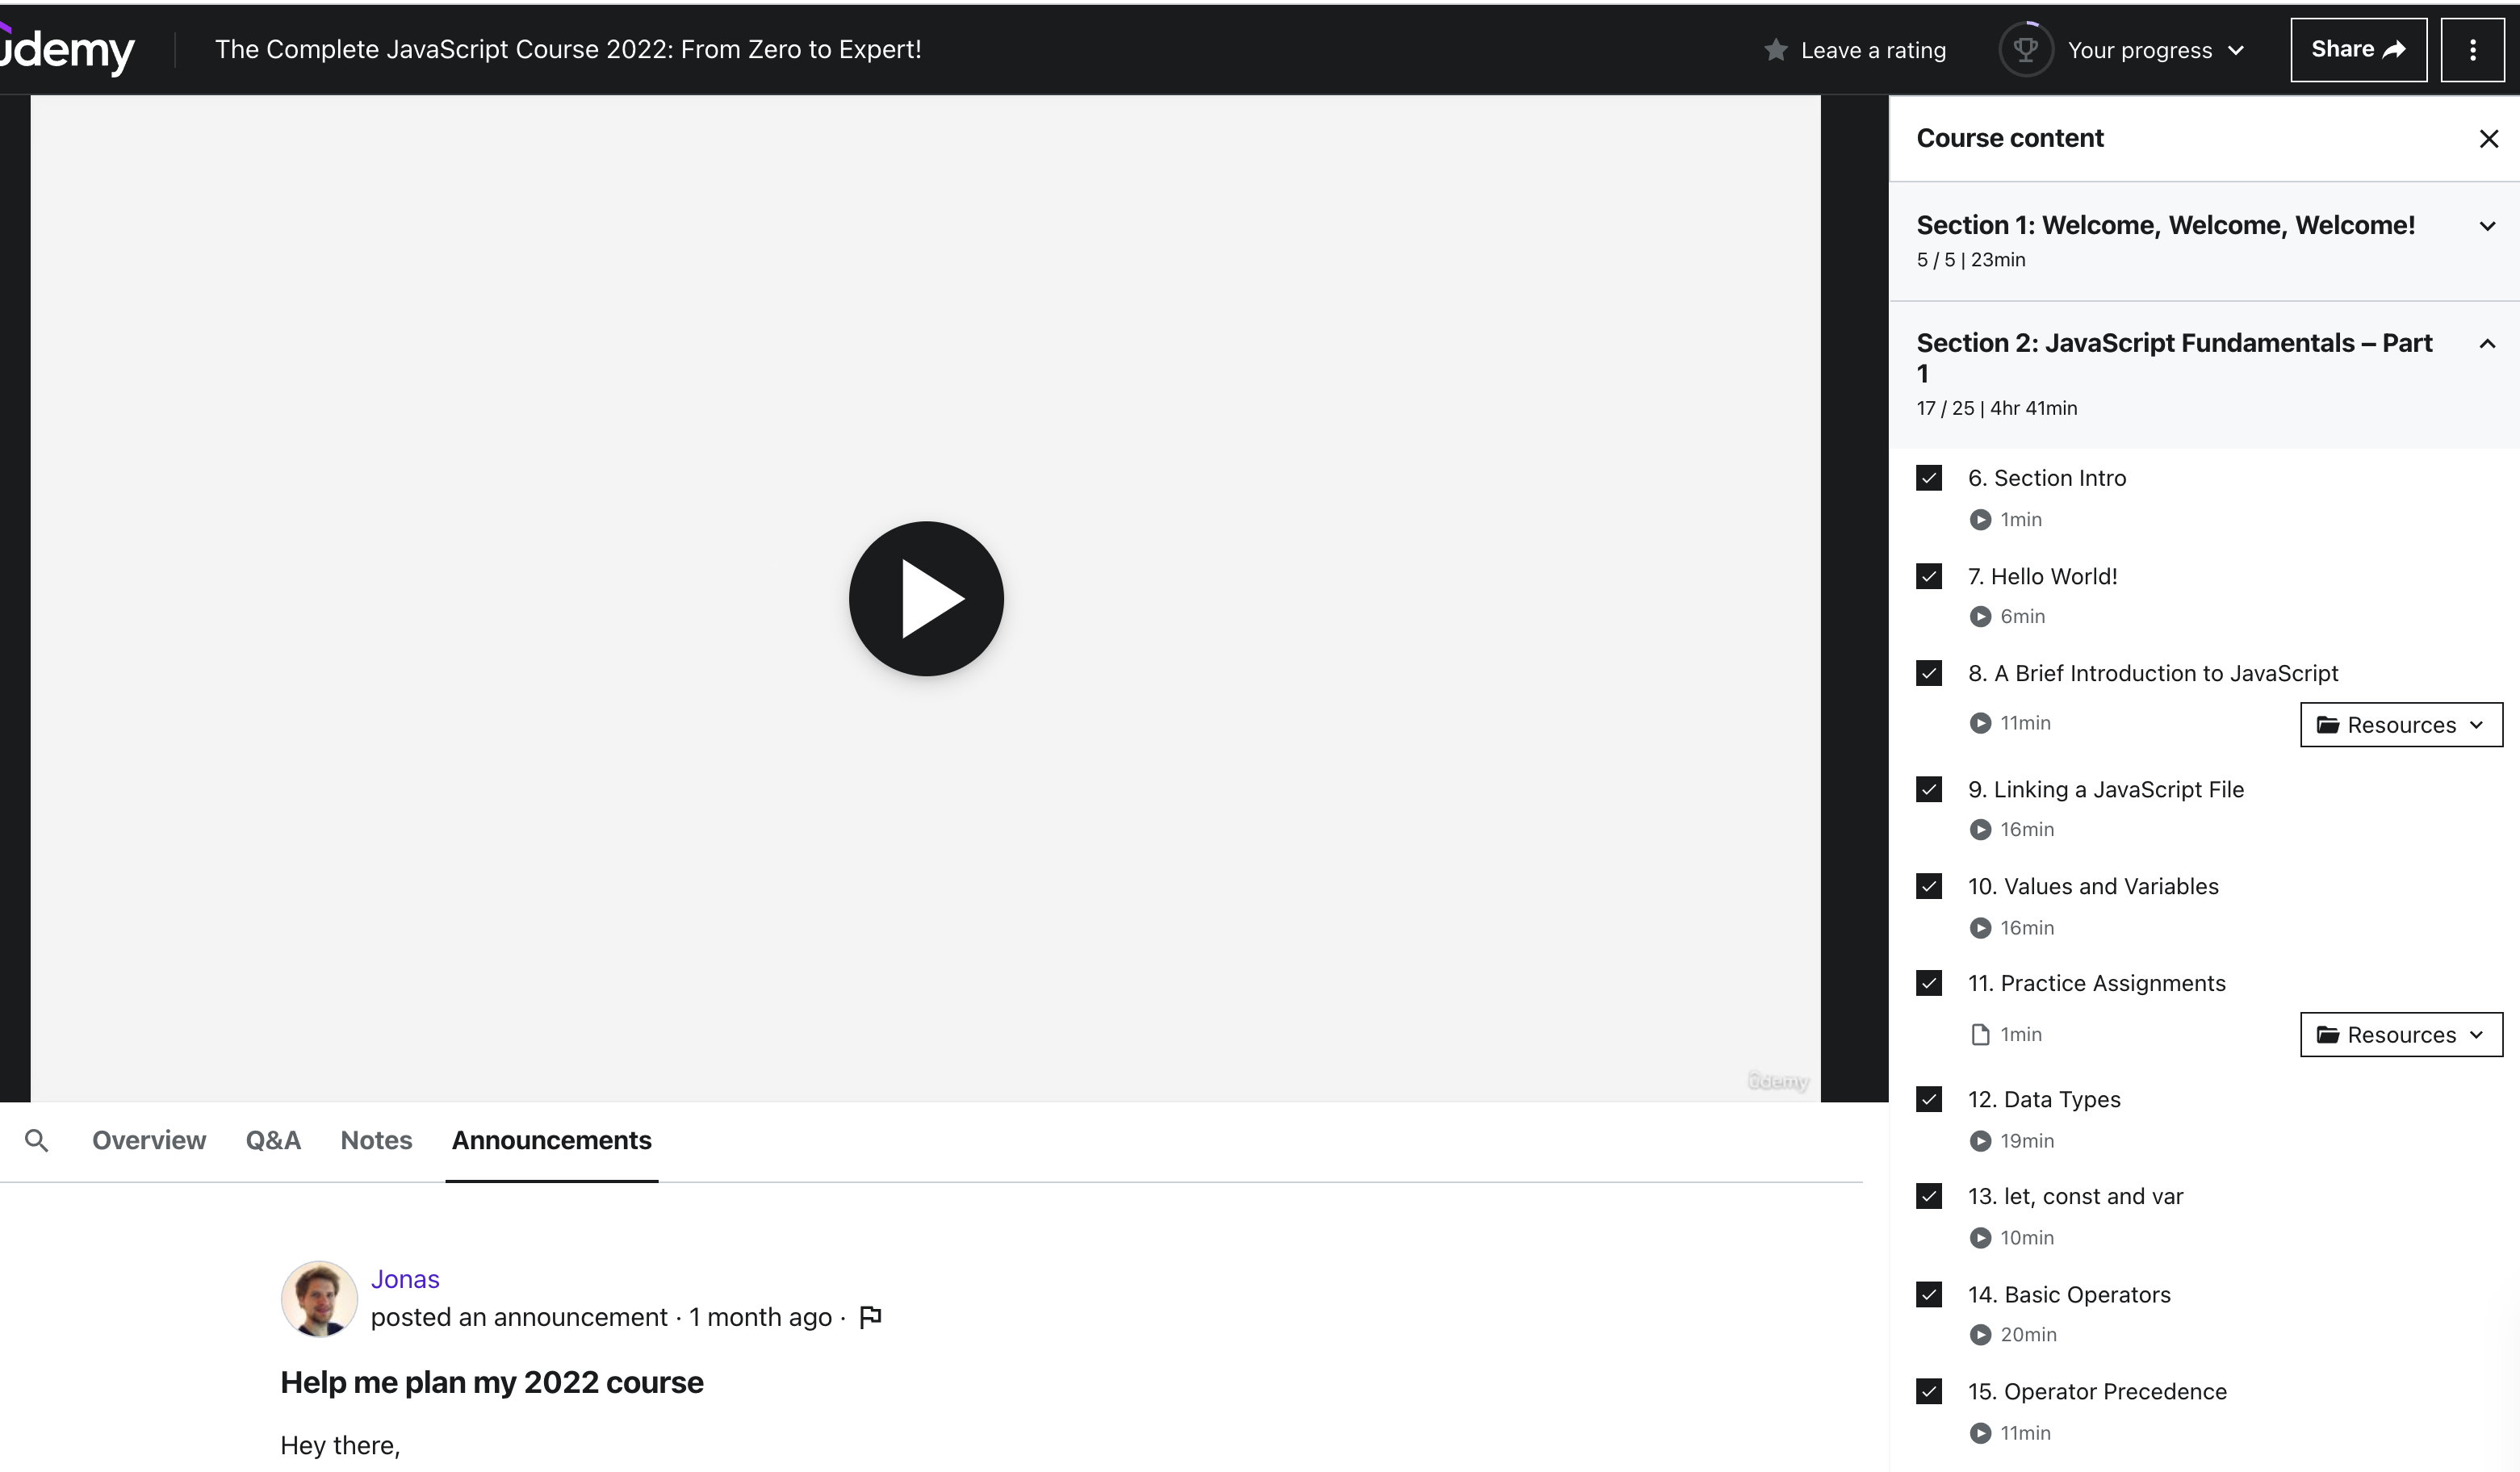 udemy
The Complete JavaScript Course 2022: From Zero to Expert!
Leave a rating
Your progress
Share
Course content
Section 1: Welcome, Welcome, Welcome!
5 / 5 | 23min
Section 2: JavaScript Fundamentals – Part
1
17 / 25 | 4hr 41min
6. Section Intro
1min
7. Hello World!
6min
8. A Brief Introduction to JavaScript
11min
Resources
9. Linking a JavaScript File
16min
10. Values and Variables
16min
11. Practice Assignments
1min
Resources
12. Data Types
19min
13. let, const and var
10min
14. Basic Operators
20min
15. Operator Precedence
11min
udemy
Overview
Q&A
Notes
Announcements
Jonas
posted an announcement · 1 month ago ·
Help me plan my 2022 course
Hey there,